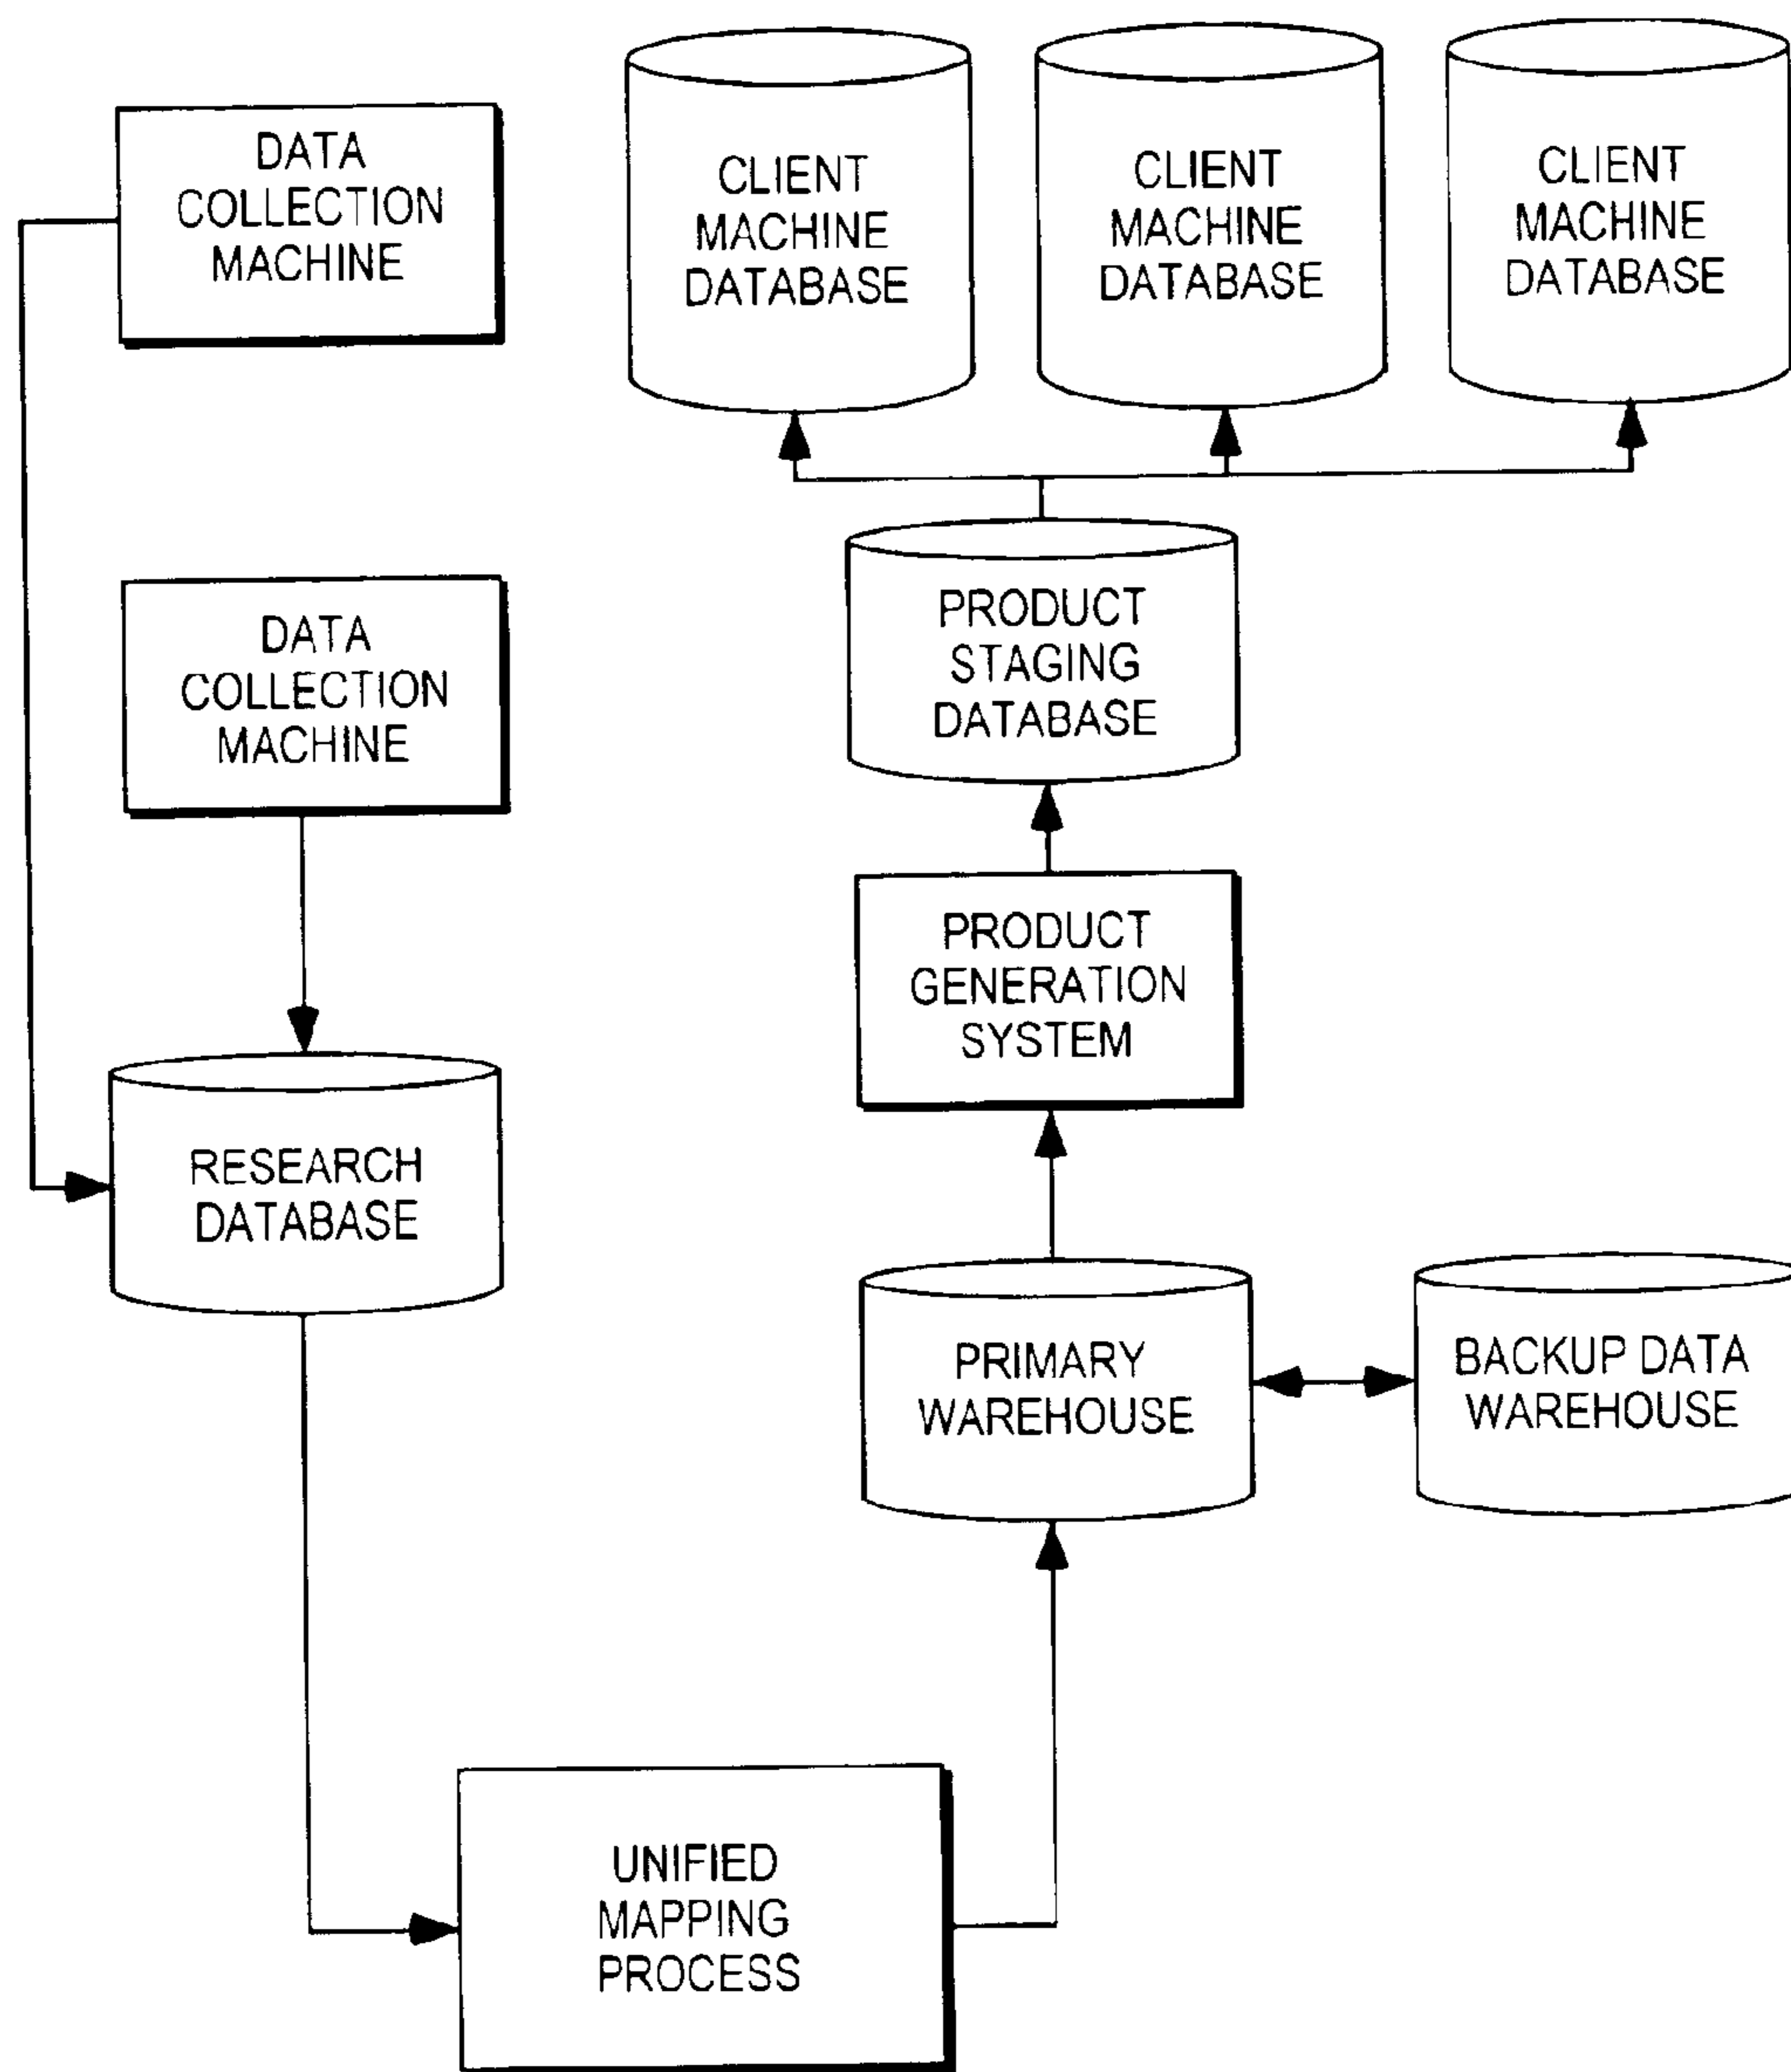 DATA
COLLECTION
MACHINE
CLIENT
MACHINE
DATABASE
CLIENT
MACHINE
DATABASE
CLIENT
MACHINE
DATABASE
DATA
COLLECTION
MACHINE
PRODUCT
STAGING
DATABASE
PRODUCT
GENERATION
SYSTEM
RESEARCH
DATABASE
PRIMARY
WAREHOUSE
BACKUP DATA
WAREHOUSE
UNIFIED
MAPPING
PROCESS